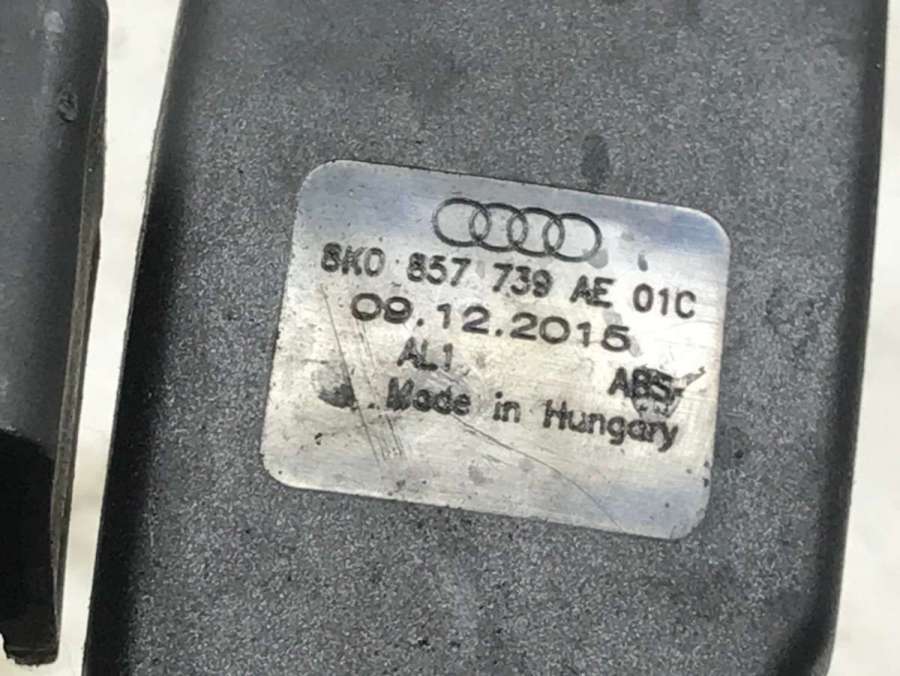 8K0 857 739 AE 01C
09.12.2015
AL1
ABS-
Made in Hungary